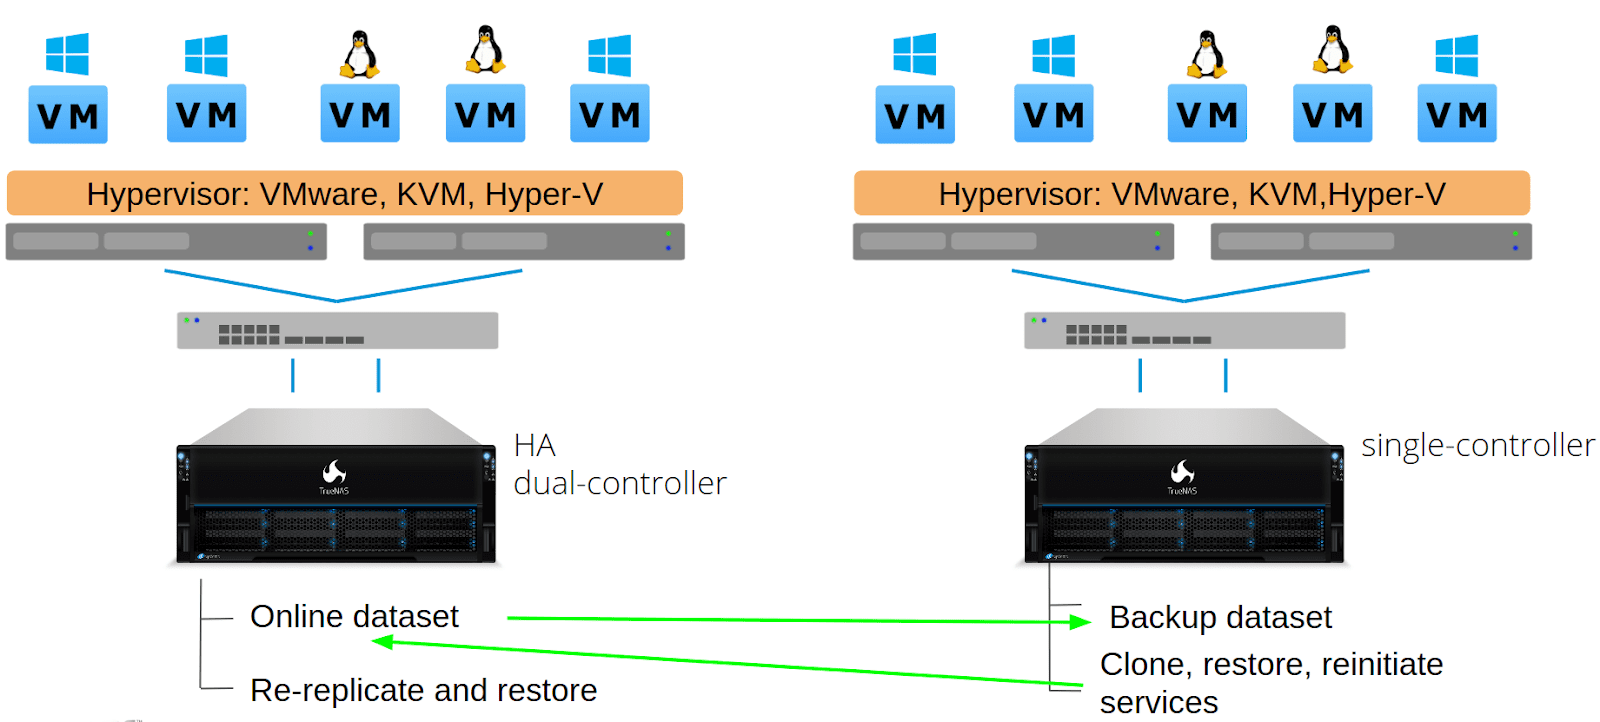 VM VM VM VM VM
VM VM VM VM VM
Hypervisor: VMware, KVM, Hyper-V
Hypervisor: VMware, KVM,Hyper-V
HA
dual-controller
single-controller
TrueNAS
TrueNAS
Online dataset
Re-replicate and restore
Backup dataset
Clone, restore, reinitiate
services